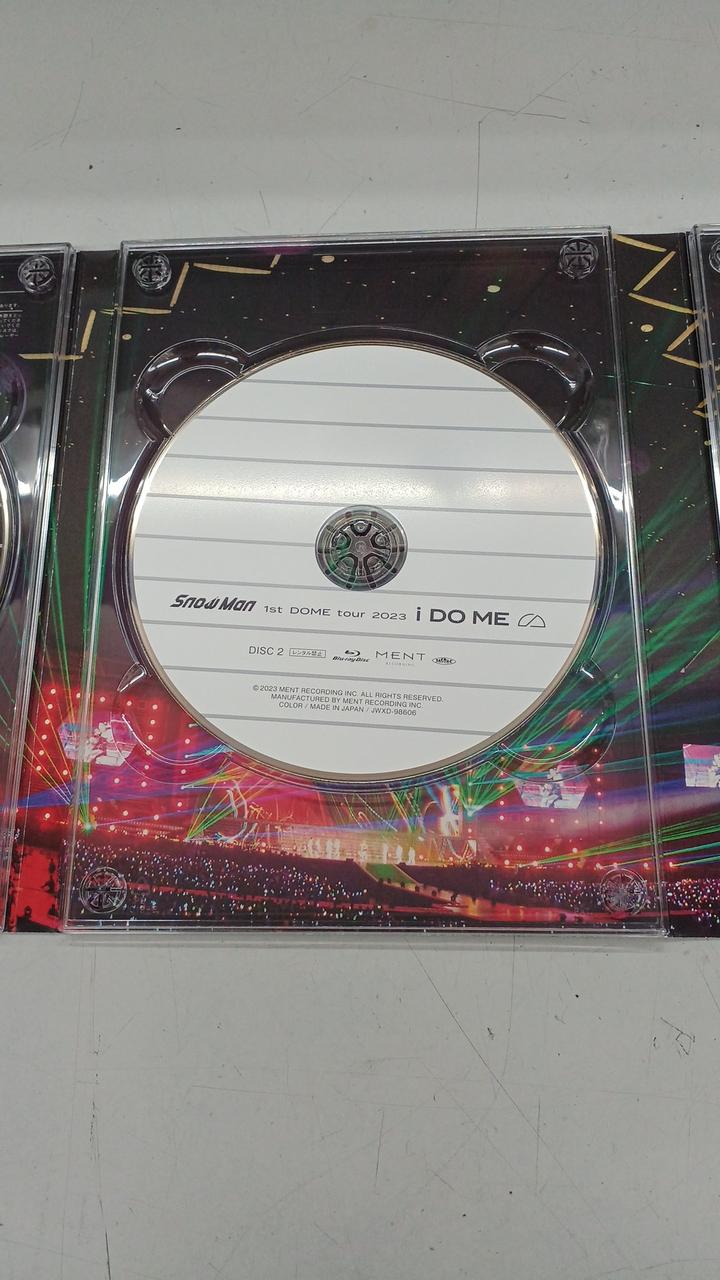 Snow Man 1st DOME tour 2023 i DO ME
DISC 2 レンタル禁止 Blu-ray Disc MENT RECORDING
© 2023 MENT RECORDING INC. ALL RIGHTS RESERVED.
MANUFACTURED BY MENT RECORDING INC.
COLOR / MADE IN JAPAN / JWXD-98606